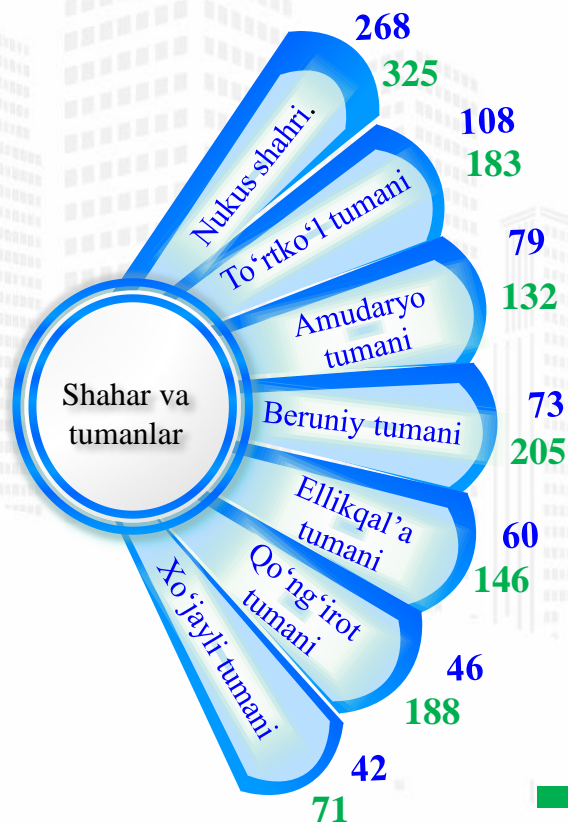 268
325
Nukus shahri.
108
183
To‘rtko‘l tumani
79
132
Amudaryo
tumani
73
205
Beruniy tumani
Shahar va
tumanlar
60
146
Ellikqal’a
tumani
46
188
Qo‘ng‘irot
tumani
42
71
Xo‘jayli tumani